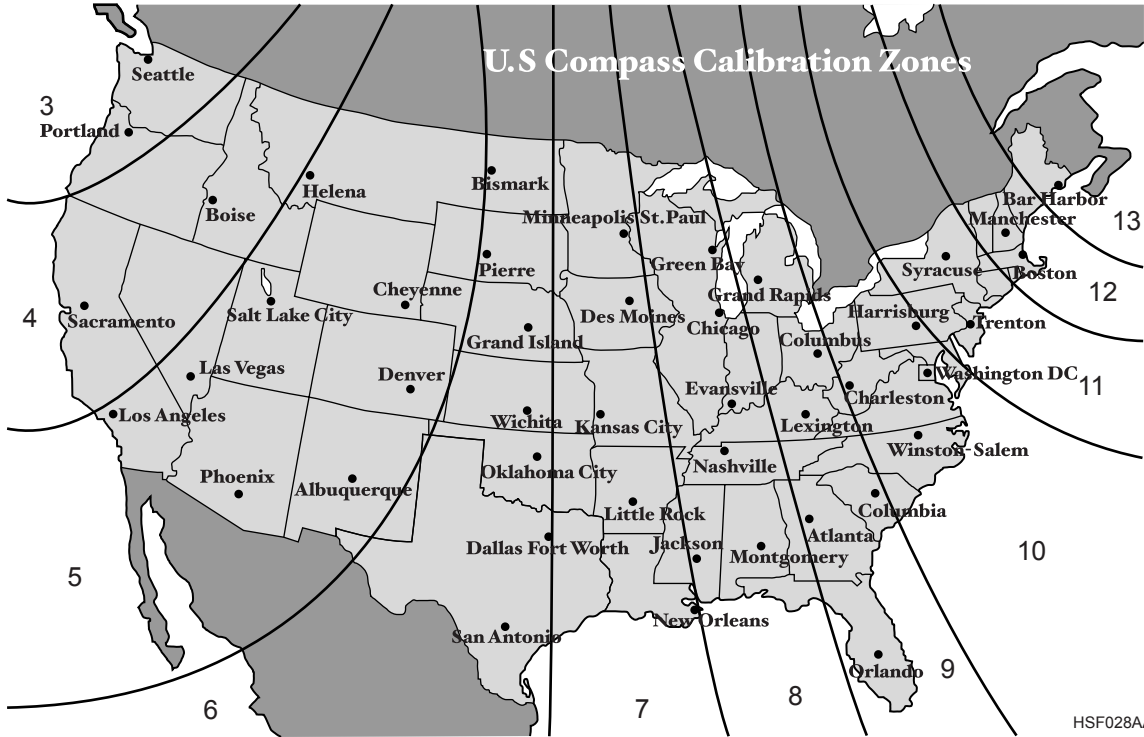 U.S Compass Calibration Zones
Seattle
3
Portland
Helena
Bismark
Boise
Bar Harbor
Minneapolis St. Paul
Manchester
13
Green Bay
Pierre
Syracuse
Boston
Cheyenne
Grand Rapids
12
Salt Lake City
4
Sacramento
Des Moines
Harrisburg
Chicago
Trenton
Grand Island
Columbus
Las Vegas
Denver
Washington DC
11
Evansville
Charleston
Los Angeles
Wichita
Kansas City
Lexington
Winston-Salem
Phoenix
Oklahoma City
Nashville
Albuquerque
Little Rock
Columbia
Atlanta
Dallas Fort Worth
Jackson
Montgomery
10
5
New Orleans
San Antonio
Orlando
9
6
7
8
HSF028A